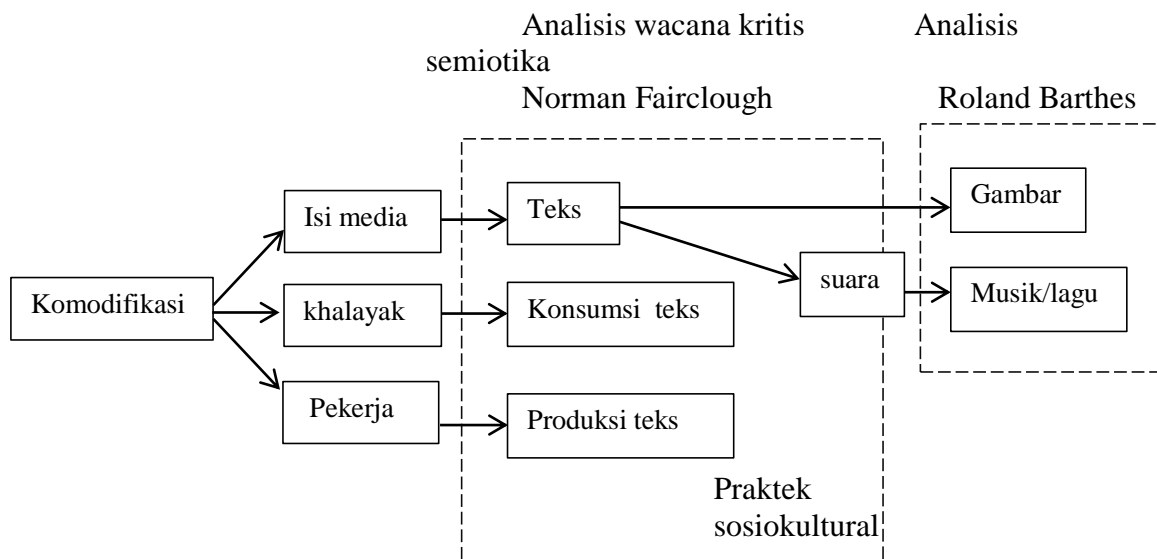 Analisis wacana kritis Analisis
semiotika
Norman Fairclough Roland Barthes
Gambar
Isi media Teks
suara
Musik/lagu
Komodifikasi khalayak Konsumsi teks
Pekerja Produksi teks
Praktek
sosiokultural